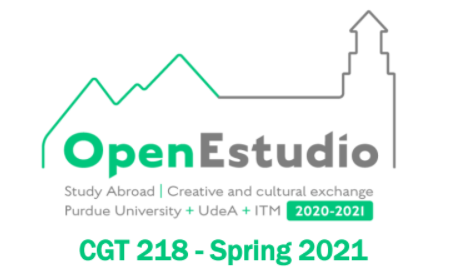 OpenEstudio
Study Abroad | Creative and cultural exchange
Purdue University + UdeA + ITM 2020-2021
CGT 218 - Spring 2021